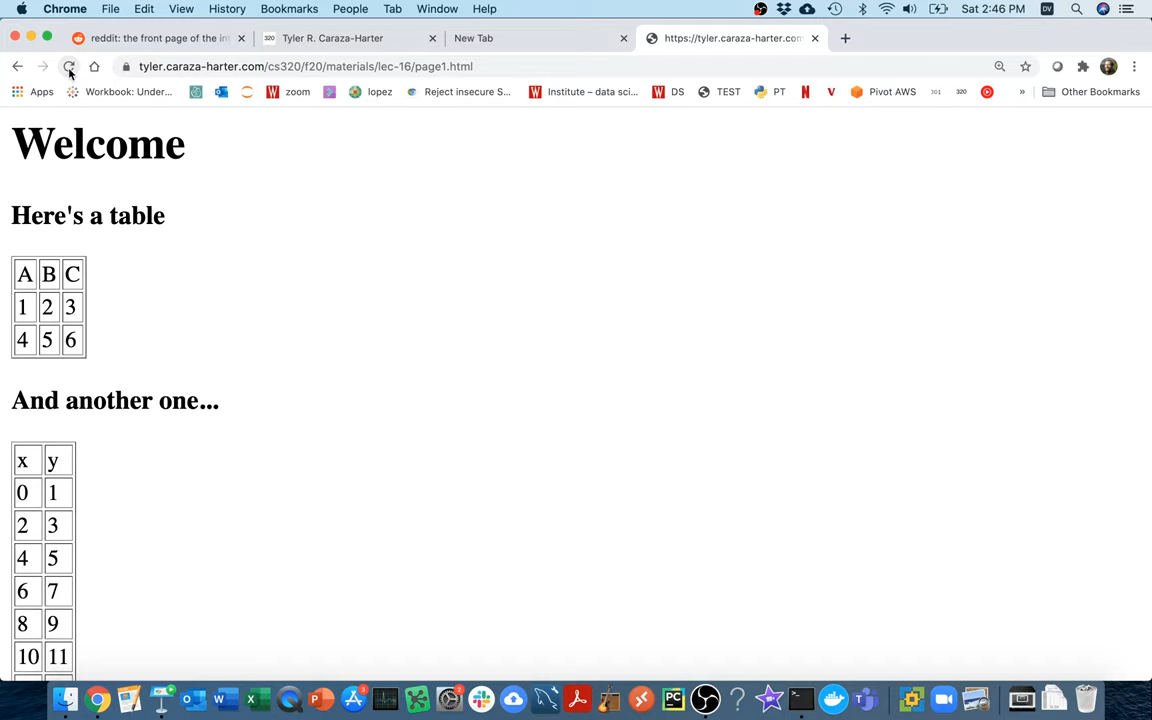 Chrome File Edit View History Bookmarks People Tab Window Help DV Sat 2:46 PM
reddit: the front page of the int Tyler R. Caraza-Harter New Tab https://tyler.caraza-harter.com
tyler.caraza-harter.com/cs320/f20/materials/lec-16/page1.html
Apps Workbook: Under... zoom lopez Reject insecure S... Institute – data sci... DS TEST PT Pivot AWS 301 320 » Other Bookmarks
Welcome
Here's a table
A B C
1 2 3
4 5 6
And another one...
x y
0 1
2 3
4 5
6 7
8 9
10 11